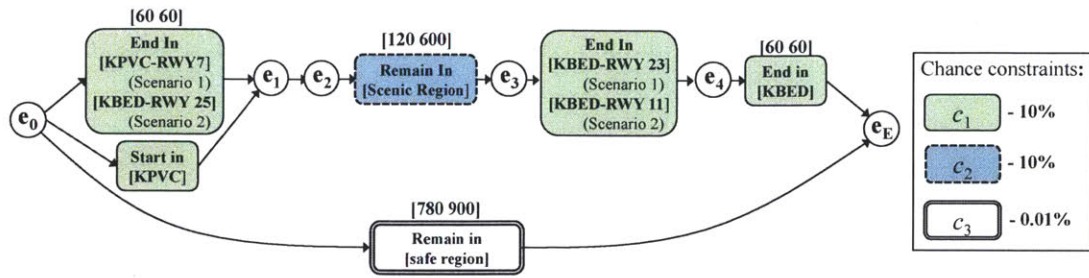 [60 60]
End In
[KPVC-RWY7]
(Scenario 1)
[KBED-RWY 25]
(Scenario 2)
Start in
[KPVC]
e0
e1
e2
[120 600]
Remain In
[Scenic Region]
e3
End In
[KBED-RWY 23]
(Scenario 1)
[KBED-RWY 11]
(Scenario 2)
e4
[60 60]
End in
[KBED]
eE
[780 900]
Remain in
[safe region]
Chance constraints:
c1 - 10%
c2 - 10%
c3 - 0.01%